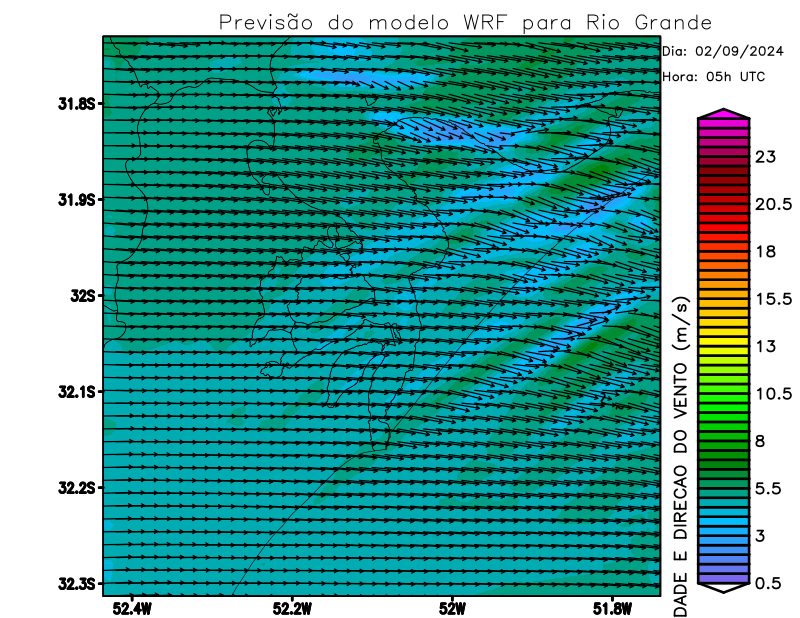 Previsão do modelo WRF para Rio Grande
Dia: 02/09/2024
Hora: 05h UTC
31.8S
31.9S
32S
32.1S
32.2S
32.3S
52.4W
52.2W
52W
51.8W
DADE E DIRECAO DO VENTO (m/s)
23
20.5
18
15.5
13
10.5
8
5.5
3
0.5